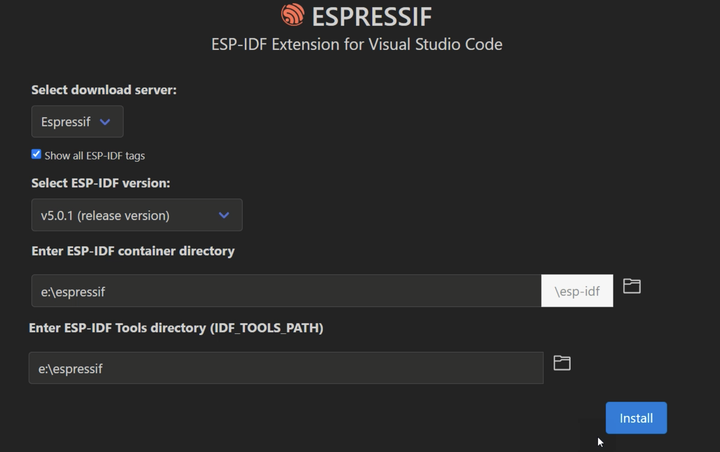 ESPRESSIF
ESP-IDF Extension for Visual Studio Code
Select download server:
Espressif
Show all ESP-IDF tags
Select ESP-IDF version:
v5.0.1 (release version)
Enter ESP-IDF container directory
e:\espressif \esp-idf
Enter ESP-IDF Tools directory (IDF_TOOLS_PATH)
e:\espressif
Install